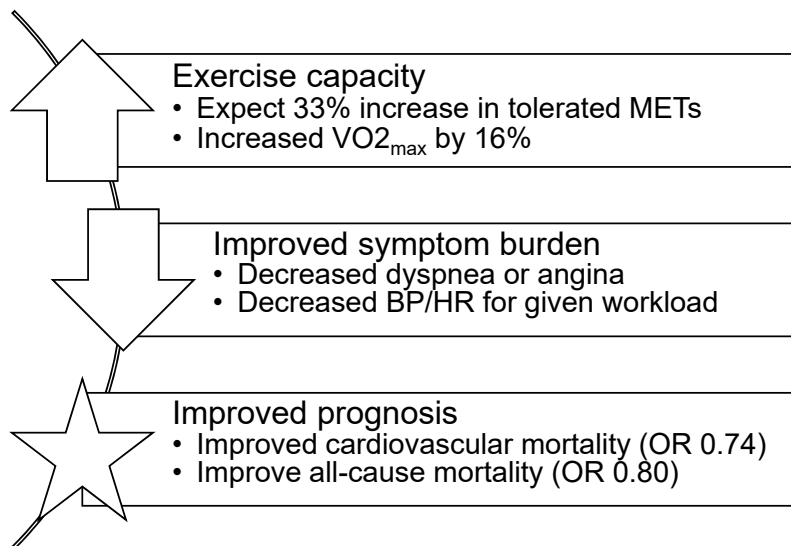 Exercise capacity
• Expect 33% increase in tolerated METs
• Increased VO2max by 16%
Improved symptom burden
• Decreased dyspnea or angina
• Decreased BP/HR for given workload
Improved prognosis
• Improved cardiovascular mortality (OR 0.74)
• Improve all-cause mortality (OR 0.80)